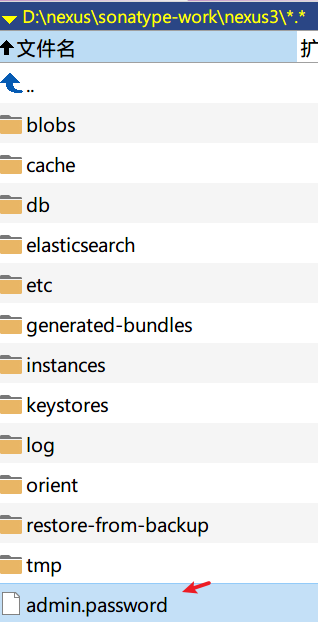 D:\nexus\sonatype-work\nexus3\*.*
文件名 扩
..
blobs
cache
db
elasticsearch
etc
generated-bundles
instances
keystores
log
orient
restore-from-backup
tmp
admin.password